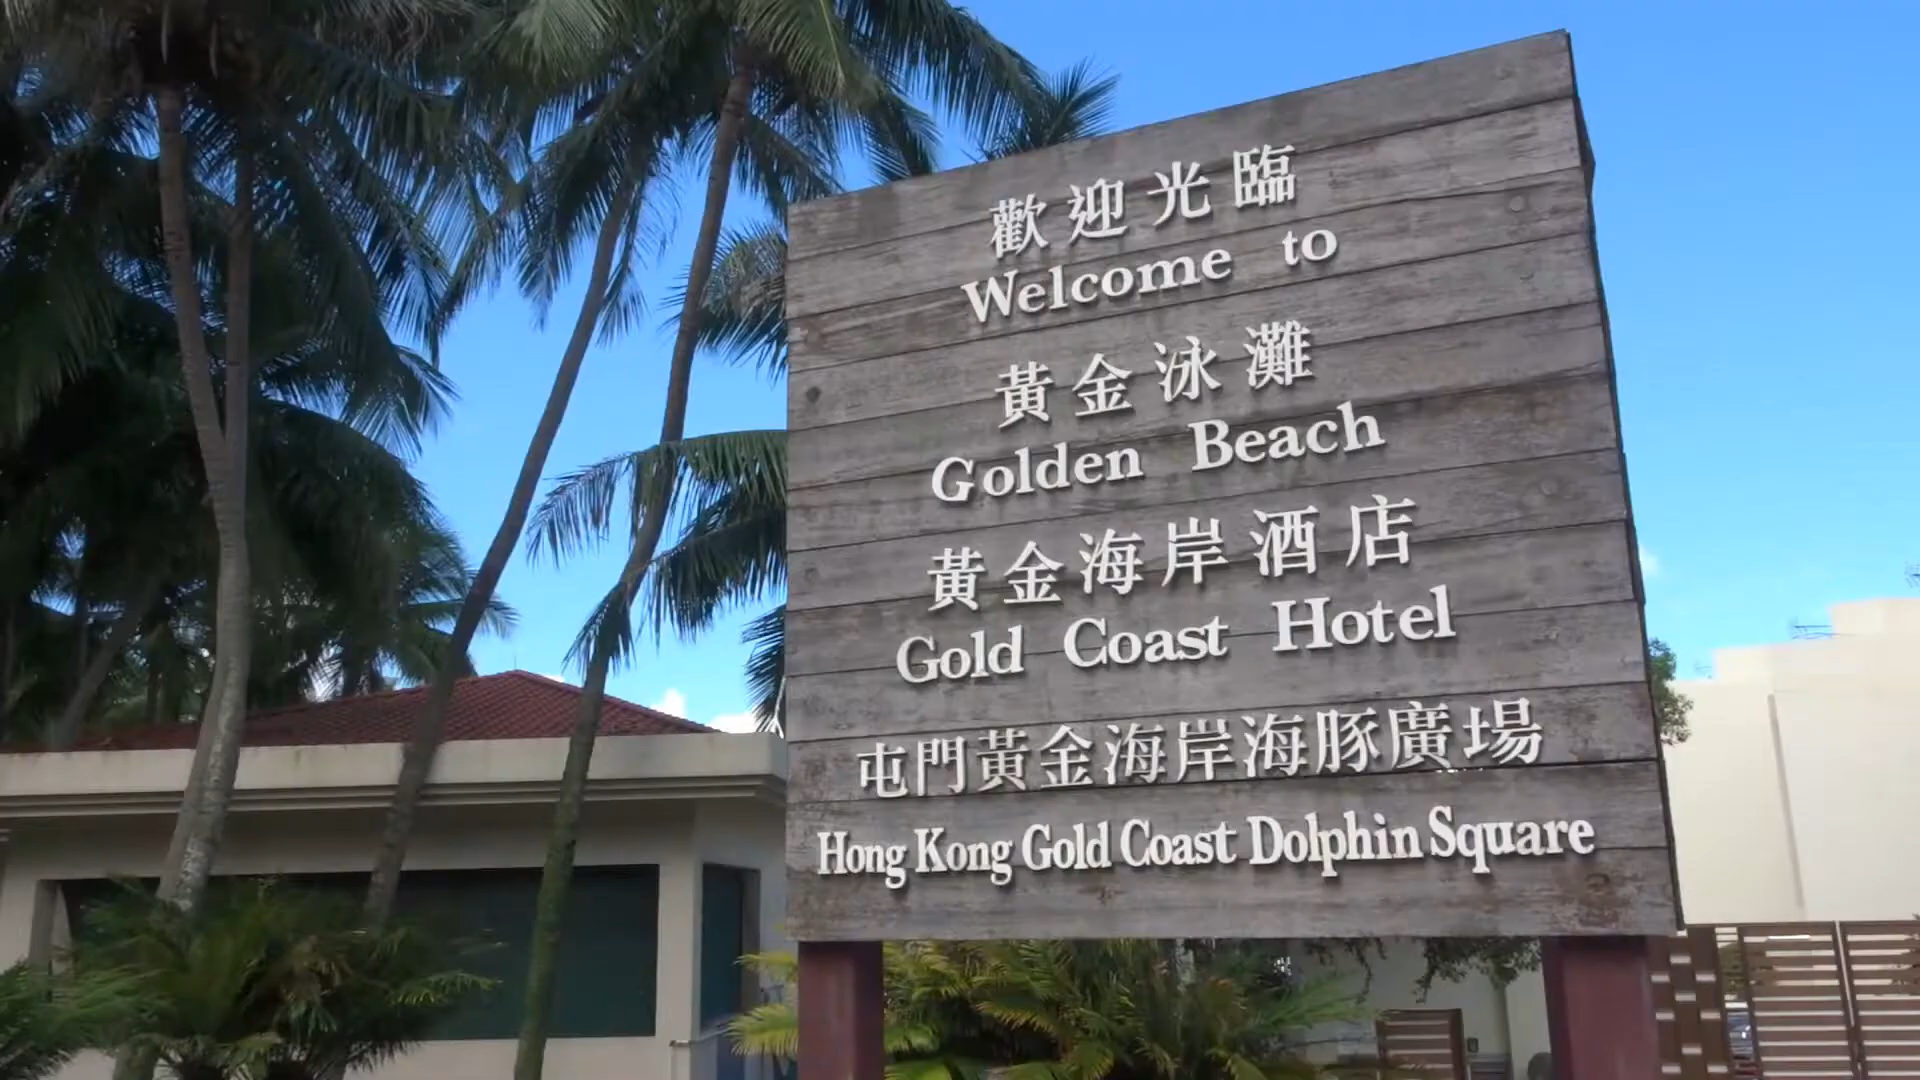 歡迎光臨
Welcome to
黃金泳灘
Golden Beach
黃金海岸酒店
Gold Coast Hotel
屯門黃金海岸海豚廣場
Hong Kong Gold Coast Dolphin Square